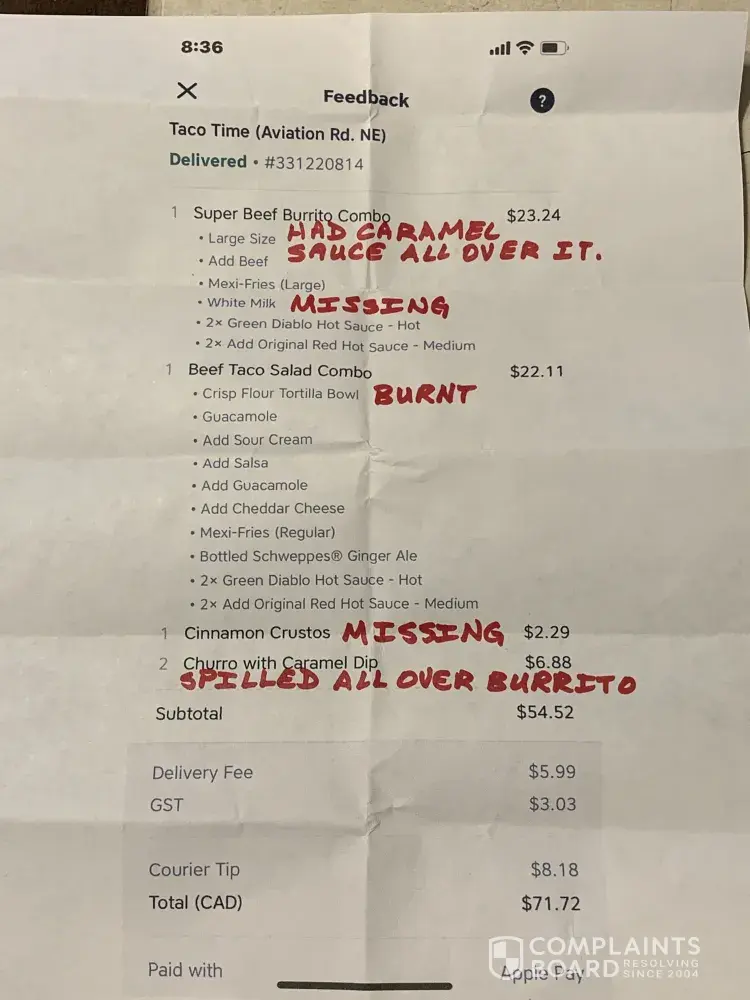 8:36
Feedback
?
Taco Time (Aviation Rd. NE)
Delivered • #331220814
1 Super Beef Burrito Combo $23.24
HAD CARAMEL
• Large Size
SAUCE ALL OVER IT.
• Add Beef
• Mexi-Fries (Large)
• White Milk MISSING
• 2× Green Diablo Hot Sauce - Hot
• 2× Add Original Red Hot Sauce - Medium
1 Beef Taco Salad Combo $22.11
• Crisp Flour Tortilla Bowl BURNT
• Guacamole
• Add Sour Cream
• Add Salsa
• Add Guacamole
• Add Cheddar Cheese
• Mexi-Fries (Regular)
• Bottled Schweppes® Ginger Ale
• 2× Green Diablo Hot Sauce - Hot
• 2× Add Original Red Hot Sauce - Medium
1 Cinnamon Crustos MISSING $2.29
2 Churro with Caramel Dip $6.88
SPILLED ALL OVER BURRITO
Subtotal $54.52
Delivery Fee $5.99
GST $3.03
Courier Tip $8.18
Total (CAD) $71.72
Paid with Apple Pay
COMPLAINTS
BOARD RESOLVING
SINCE 2004